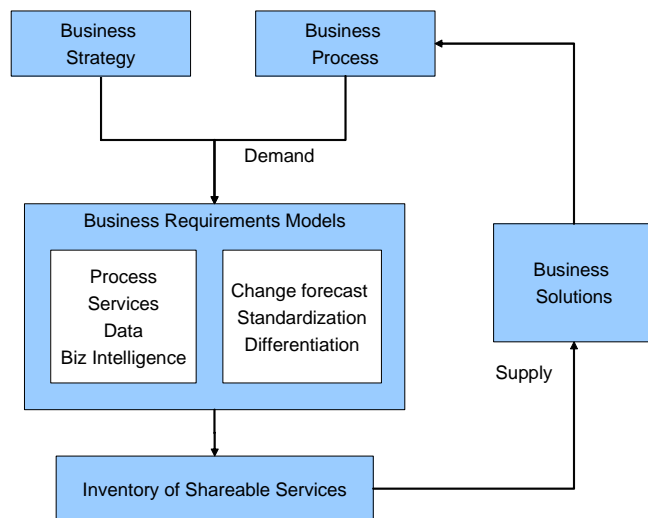 Business
Strategy
Business
Process
Demand
Business Requirements Models
Process
Services
Data
Biz Intelligence
Change forecast
Standardization
Differentiation
Business
Solutions
Supply
Inventory of Shareable Services